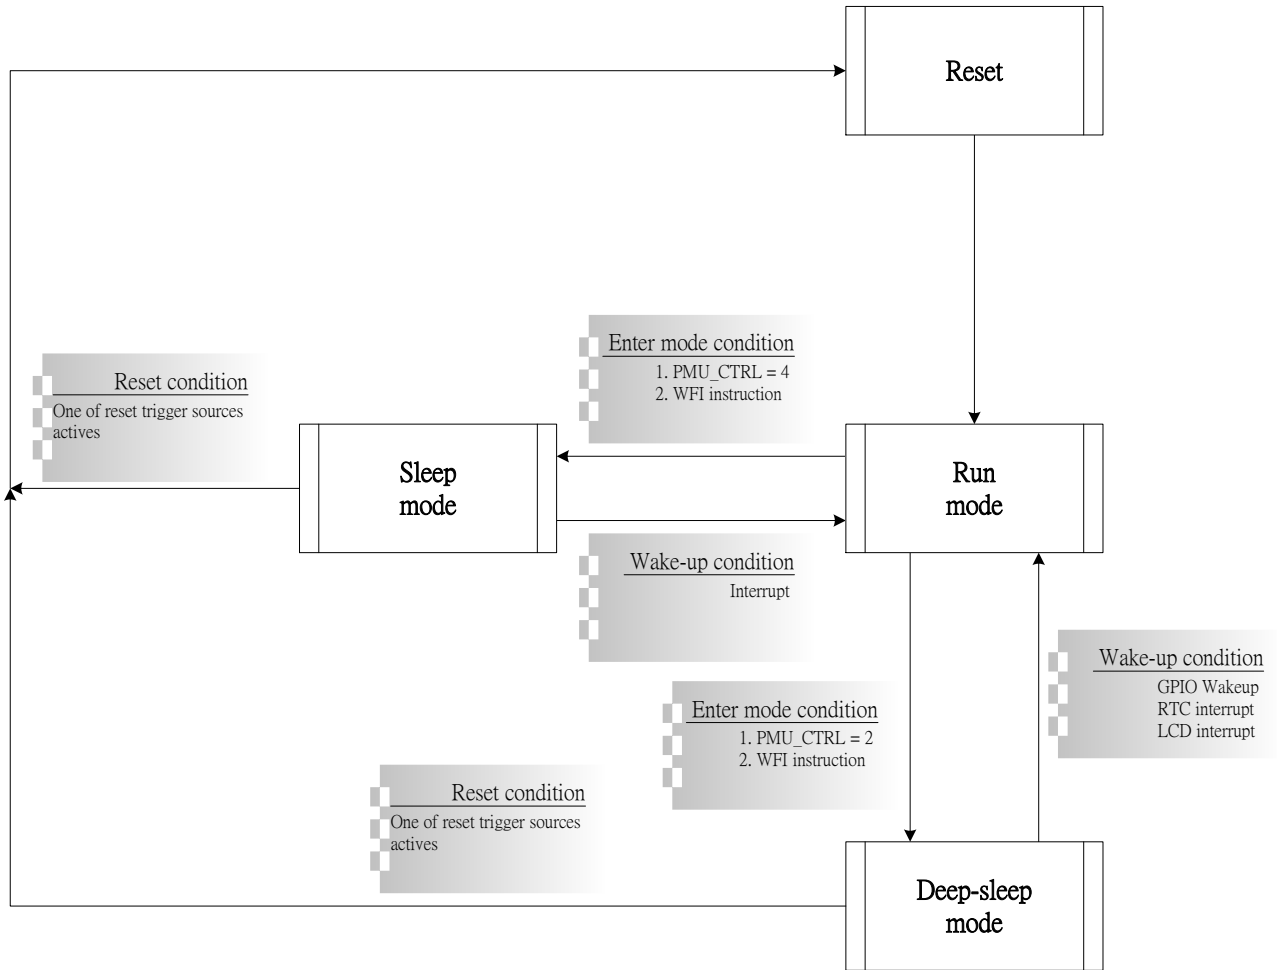 Reset
Enter mode condition
1. PMU_CTRL = 4
2. WFI instruction
Reset condition
One of reset trigger sources
actives
Sleep
mode
Run
mode
Wake-up condition
Interrupt
Wake-up condition
GPIO Wakeup
RTC interrupt
LCD interrupt
Enter mode condition
1. PMU_CTRL = 2
2. WFI instruction
Reset condition
One of reset trigger sources
actives
Deep-sleep
mode